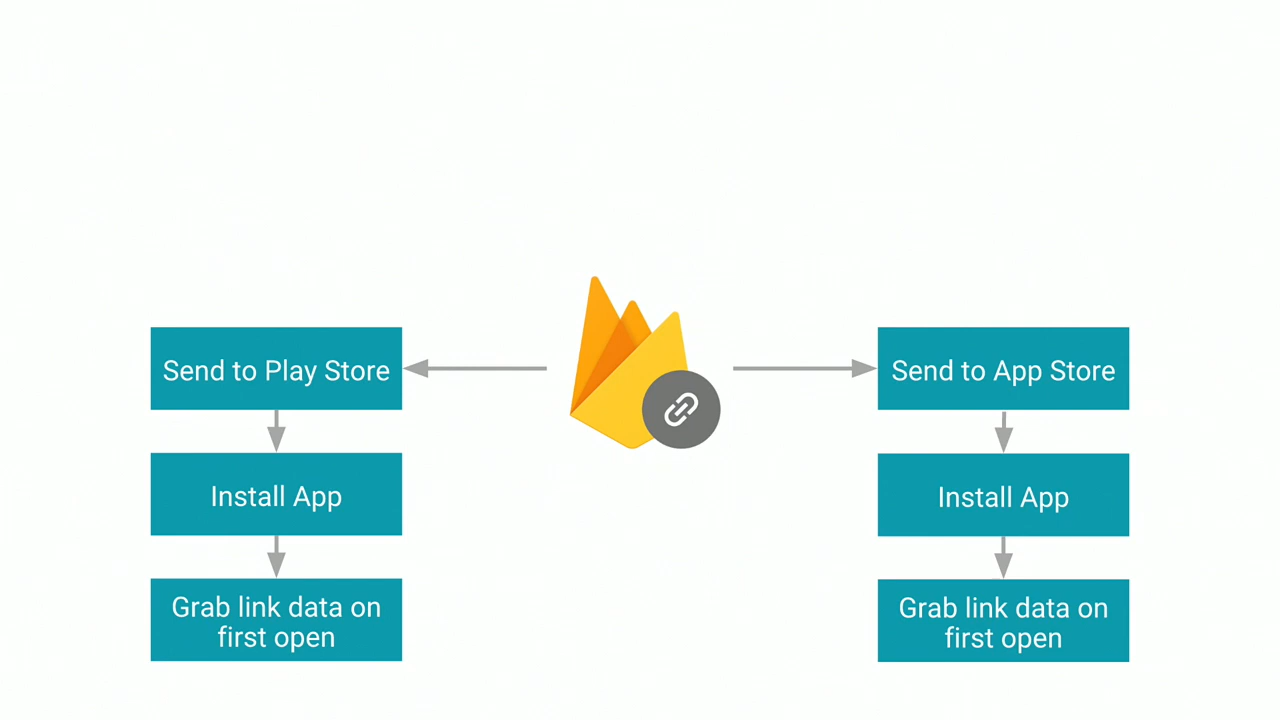 Send to Play Store
Install App
Grab link data on
first open
Send to App Store
Install App
Grab link data on
first open